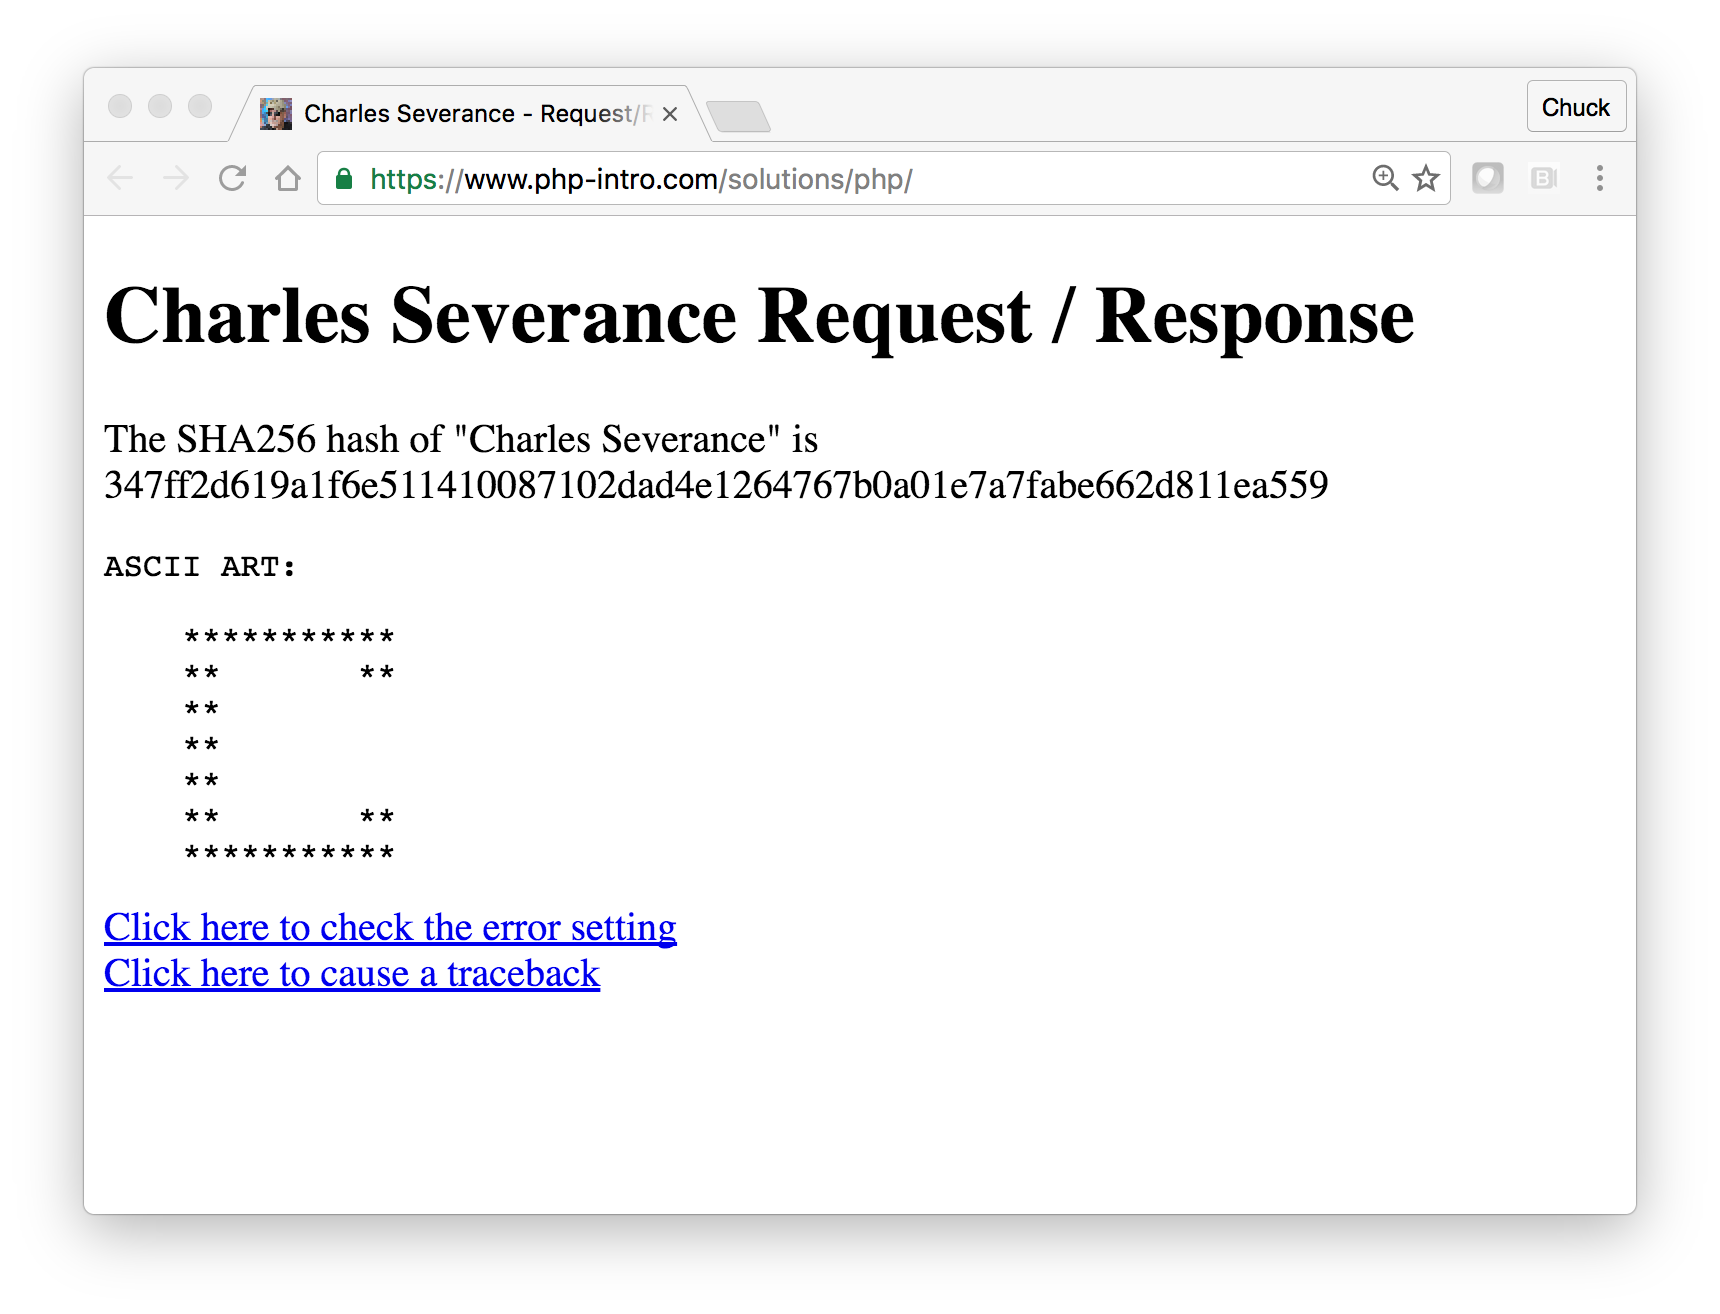 Charles Severance - Request/R
Chuck
https://www.php-intro.com/solutions/php/
Charles Severance Request / Response
The SHA256 hash of "Charles Severance" is
347ff2d619a1f6e511410087102dad4e1264767b0a01e7a7fabe662d811ea559
ASCII ART:
***********
**       **
**
**
**
**       **
***********
Click here to check the error setting
Click here to cause a traceback